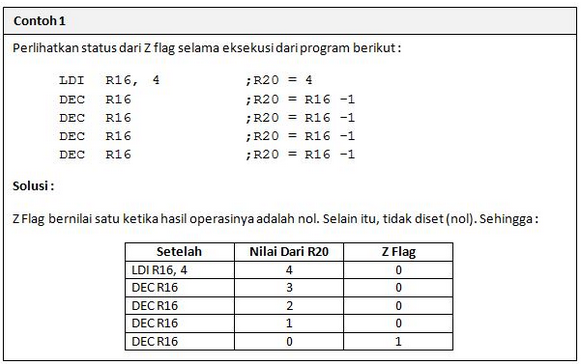 Contoh 1
Perlihatkan status dari Z flag selama eksekusi dari program berikut :
LDI R16, 4 ;R20 = 4
DEC R16 ;R20 = R16 -1
DEC R16 ;R20 = R16 -1
DEC R16 ;R20 = R16 -1
DEC R16 ;R20 = R16 -1
Solusi :
Z Flag bernilai satu ketika hasil operasinya adalah nol. Selain itu, tidak diset (nol). Sehingga :
Setelah Nilai Dari R20 Z Flag
LDI R16, 4 4 0
DEC R16 3 0
DEC R16 2 0
DEC R16 1 0
DEC R16 0 1